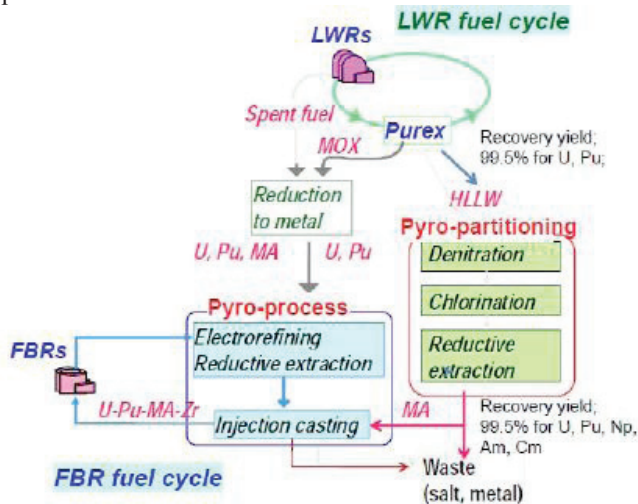 LWR fuel cycle
LWRs
Spent fuel
Purex
Recovery yield;
99.5% for U, Pu;
MOX
HLLW
Reduction
to metal
Pyro-partitioning
U, Pu, MA
U, Pu
Denitration
Chlorination
Pyro-process
Electrorefining
Reductive extraction
Reductive
extraction
FBRs
U-Pu-MA-Zr
Injection casting
MA
Recovery yield;
99.5% for U, Pu, Np,
Am, Cm
FBR fuel cycle
Waste
(salt, metal)